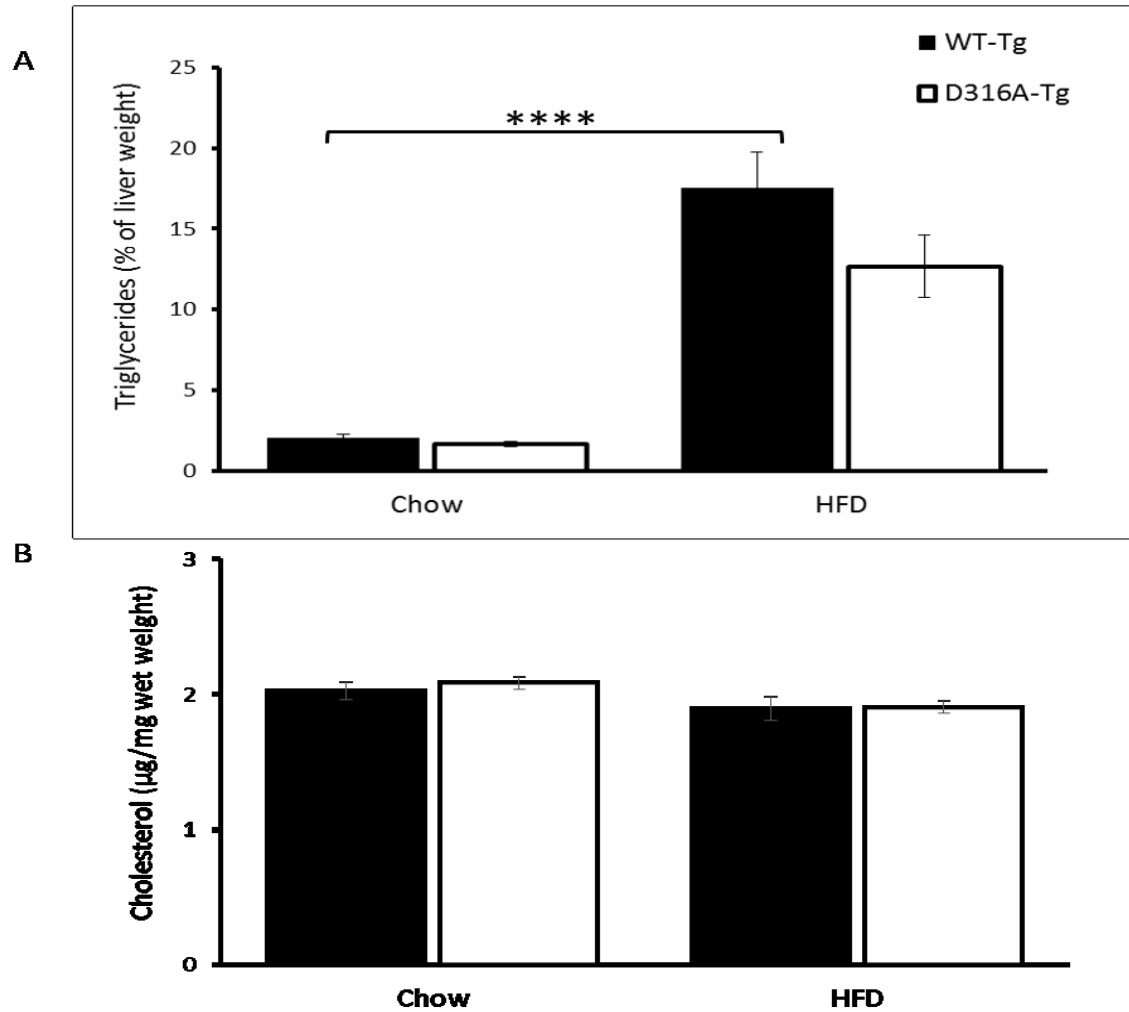 A
WT-Tg
D316A-Tg
Triglycerides (% of liver weight)
25
20
15
10
5
0
****
Chow HFD
B
Cholesterol (µg/mg wet weight)
3
2
1
0
Chow HFD